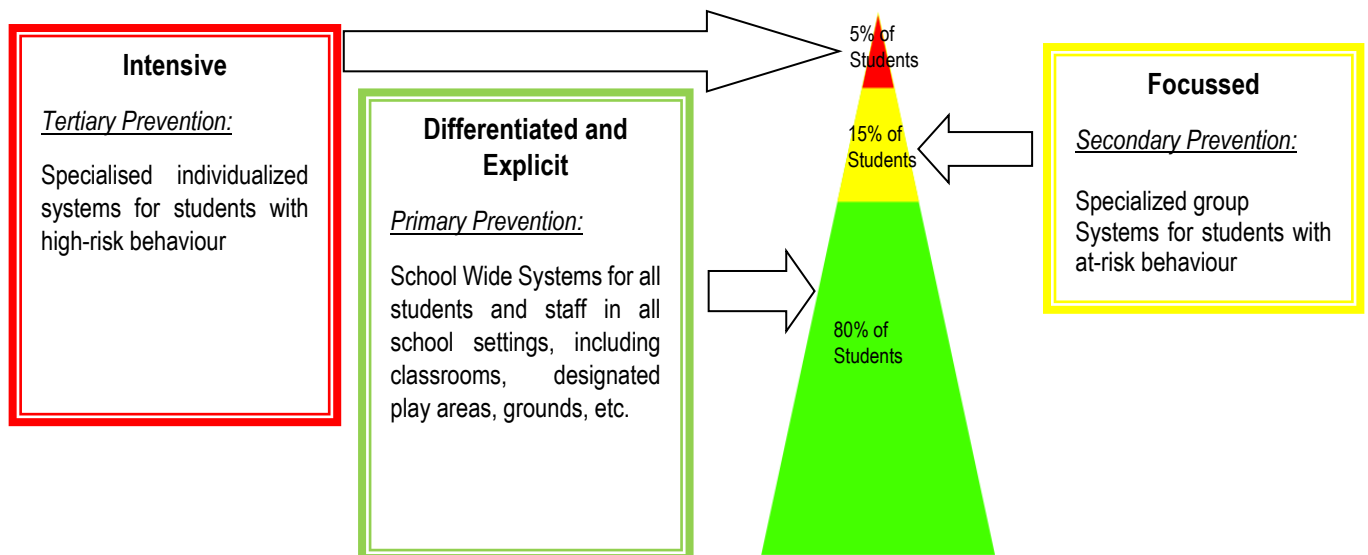 Intensive
Tertiary Prevention:
Specialised individualized
systems for students with
high-risk behaviour
Differentiated and
Explicit
Primary Prevention:
School Wide Systems for all
students and staff in all
school settings, including
classrooms, designated
play areas, grounds, etc.
5% of
Students
15% of
Students
80% of
Students
Focussed
Secondary Prevention:
Specialized group
Systems for students with
at-risk behaviour